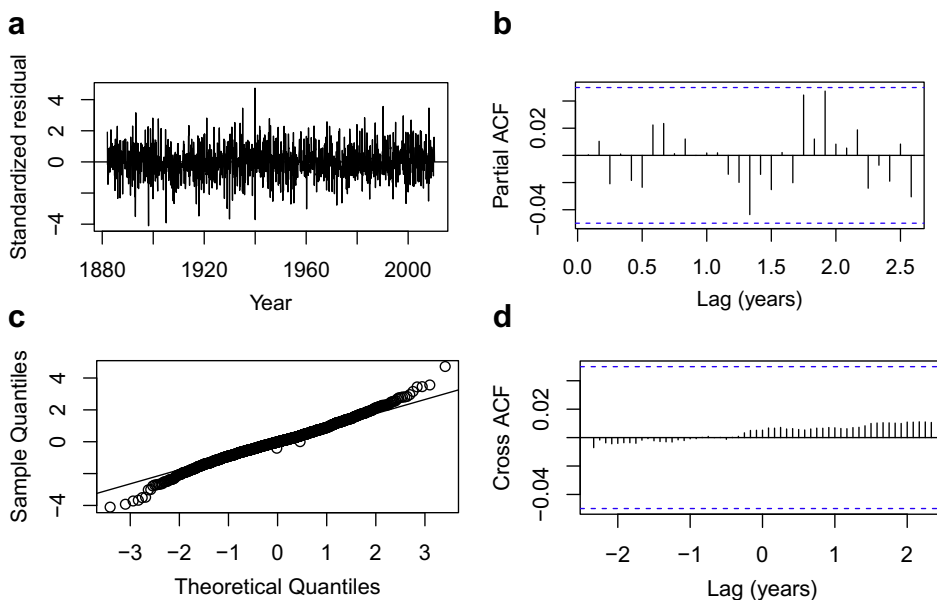 a
Standardized residual
4
2
0
−4
1880 1920 1960 2000
Year
b
Partial ACF
0.02
−0.04
0.0 0.5 1.0 1.5 2.0 2.5
Lag (years)
c
Sample Quantiles
4
2
0
−4
−3 −2 −1 0 1 2 3
Theoretical Quantiles
d
Cross ACF
0.02
−0.04
−2 −1 0 1 2
Lag (years)